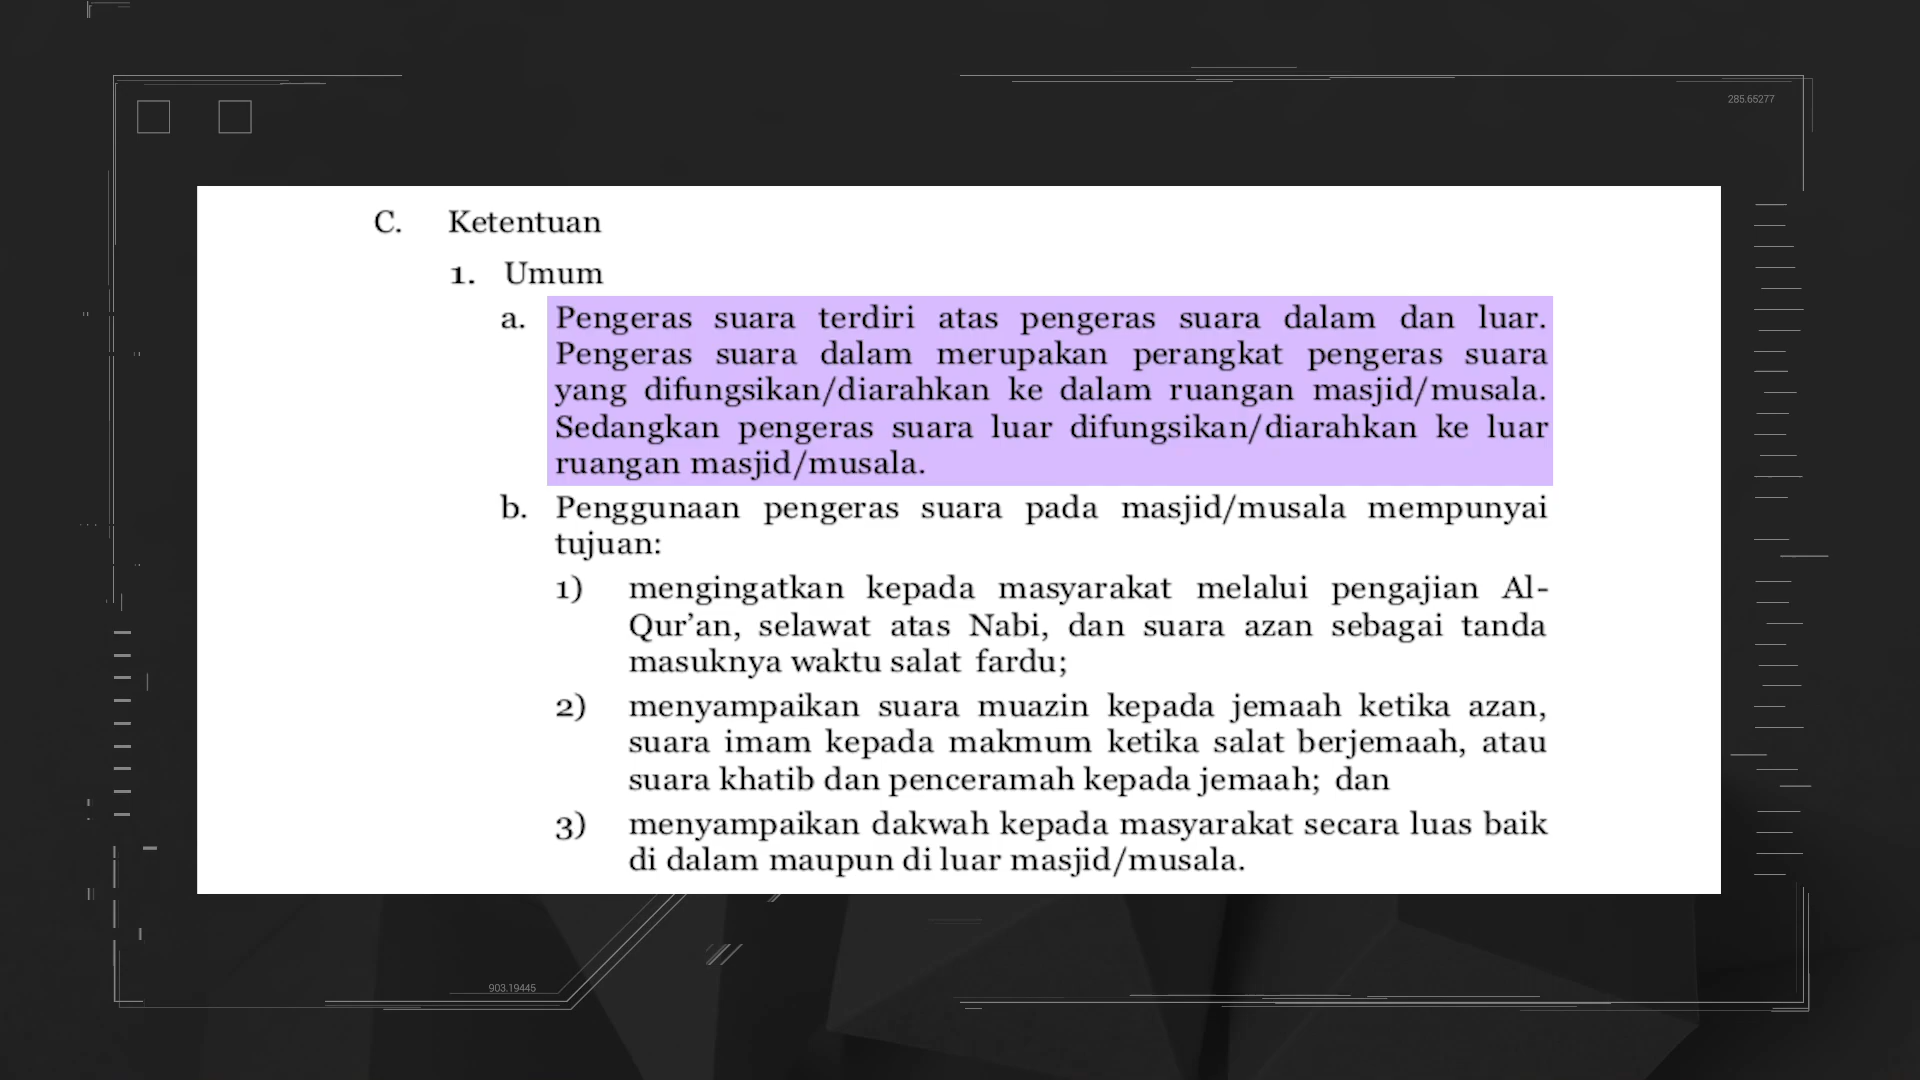 285.65277
C. Ketentuan
1. Umum
a. Pengeras suara terdiri atas pengeras suara dalam dan luar.
Pengeras suara dalam merupakan perangkat pengeras suara
yang difungsikan/diarahkan ke dalam ruangan masjid/musala.
Sedangkan pengeras suara luar difungsikan/diarahkan ke luar
ruangan masjid/musala.
b. Penggunaan pengeras suara pada masjid/musala mempunyai
tujuan:
1) mengingatkan kepada masyarakat melalui pengajian Al-
Qur’an, selawat atas Nabi, dan suara azan sebagai tanda
masuknya waktu salat fardu;
2) menyampaikan suara muazin kepada jemaah ketika azan,
suara imam kepada makmum ketika salat berjemaah, atau
suara khatib dan penceramah kepada jemaah; dan
3) menyampaikan dakwah kepada masyarakat secara luas baik
di dalam maupun di luar masjid/musala.
903.19445